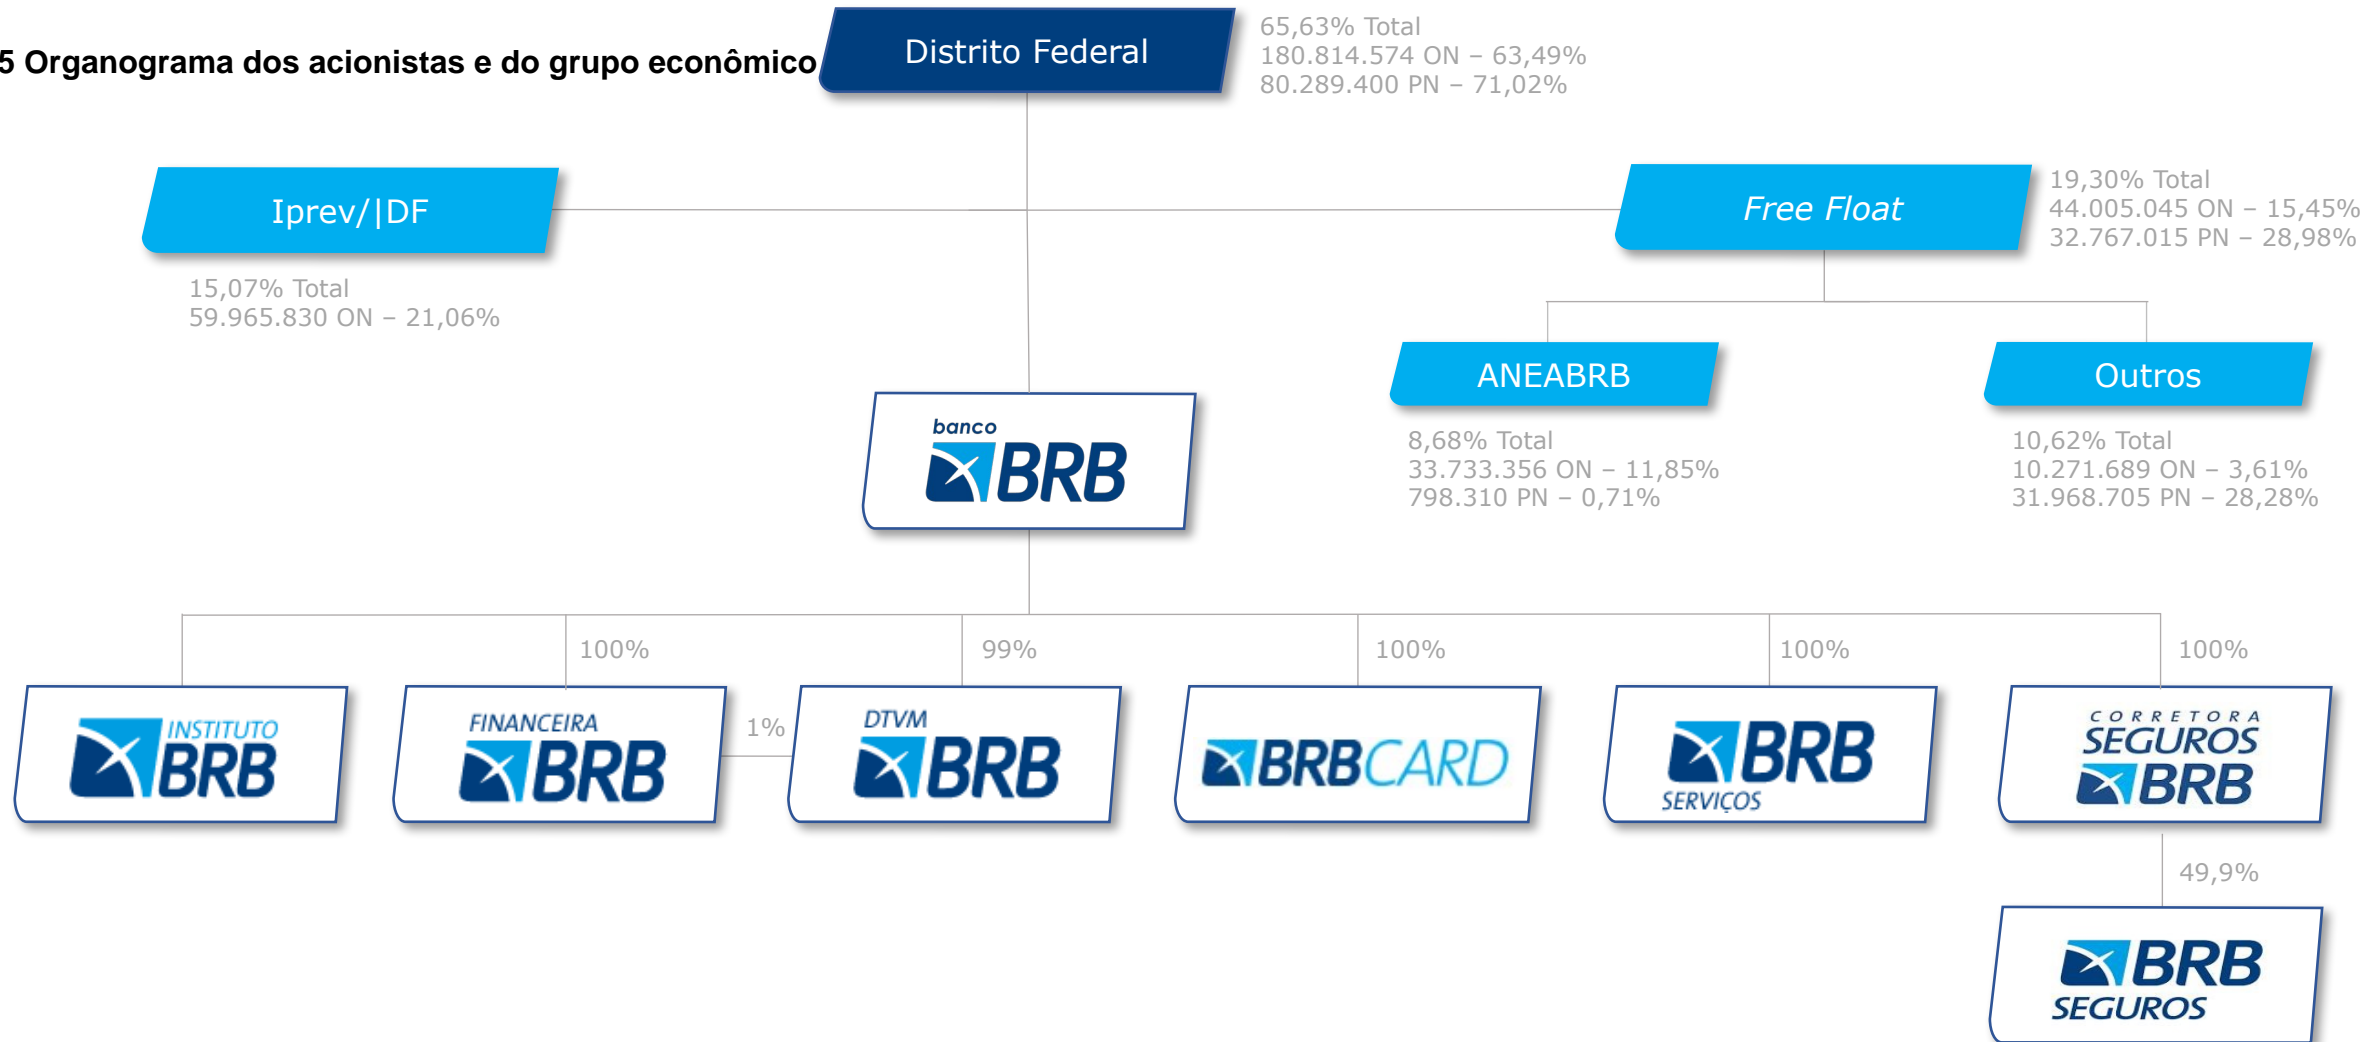 5 Organograma dos acionistas e do grupo econômico
Distrito Federal
65,63% Total
180.814.574 ON – 63,49%
80.289.400 PN – 71,02%
Iprev/|DF
15,07% Total
59.965.830 ON – 21,06%
Free Float
19,30% Total
44.005.045 ON – 15,45%
32.767.015 PN – 28,98%
ANEABRB
8,68% Total
33.733.356 ON – 11,85%
798.310 PN – 0,71%
Outros
10,62% Total
10.271.689 ON – 3,61%
31.968.705 PN – 28,28%
banco
BRB
100%
99%
100%
100%
100%
INSTITUTO
BRB
FINANCEIRA
BRB
1%
DTVM
BRB
BRBCARD
BRB
SERVIÇOS
CORRETORA
SEGUROS
BRB
49,9%
BRB
SEGUROS